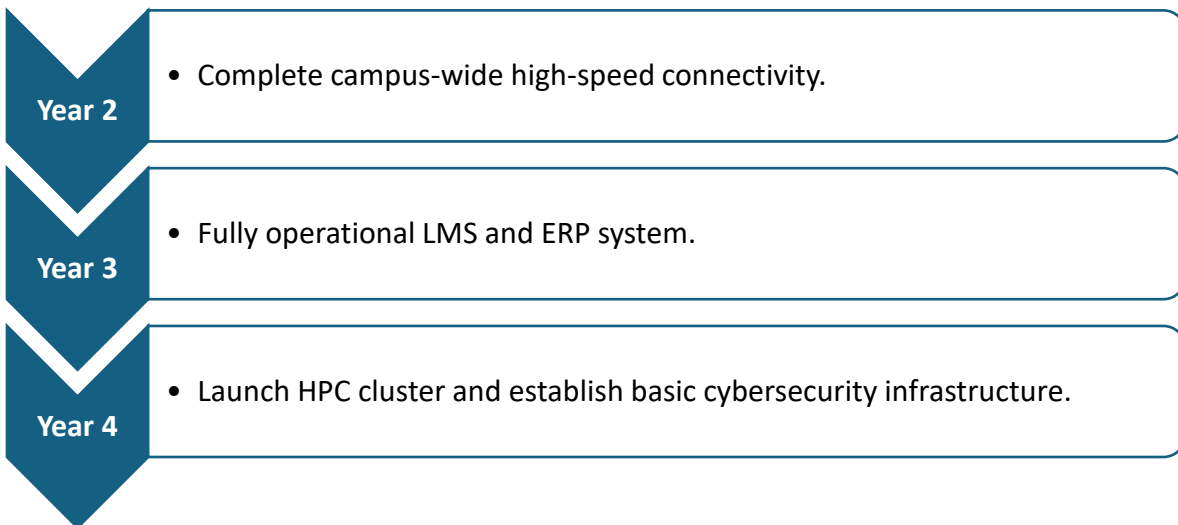 Year 2
• Complete campus-wide high-speed connectivity.
Year 3
• Fully operational LMS and ERP system.
Year 4
• Launch HPC cluster and establish basic cybersecurity infrastructure.